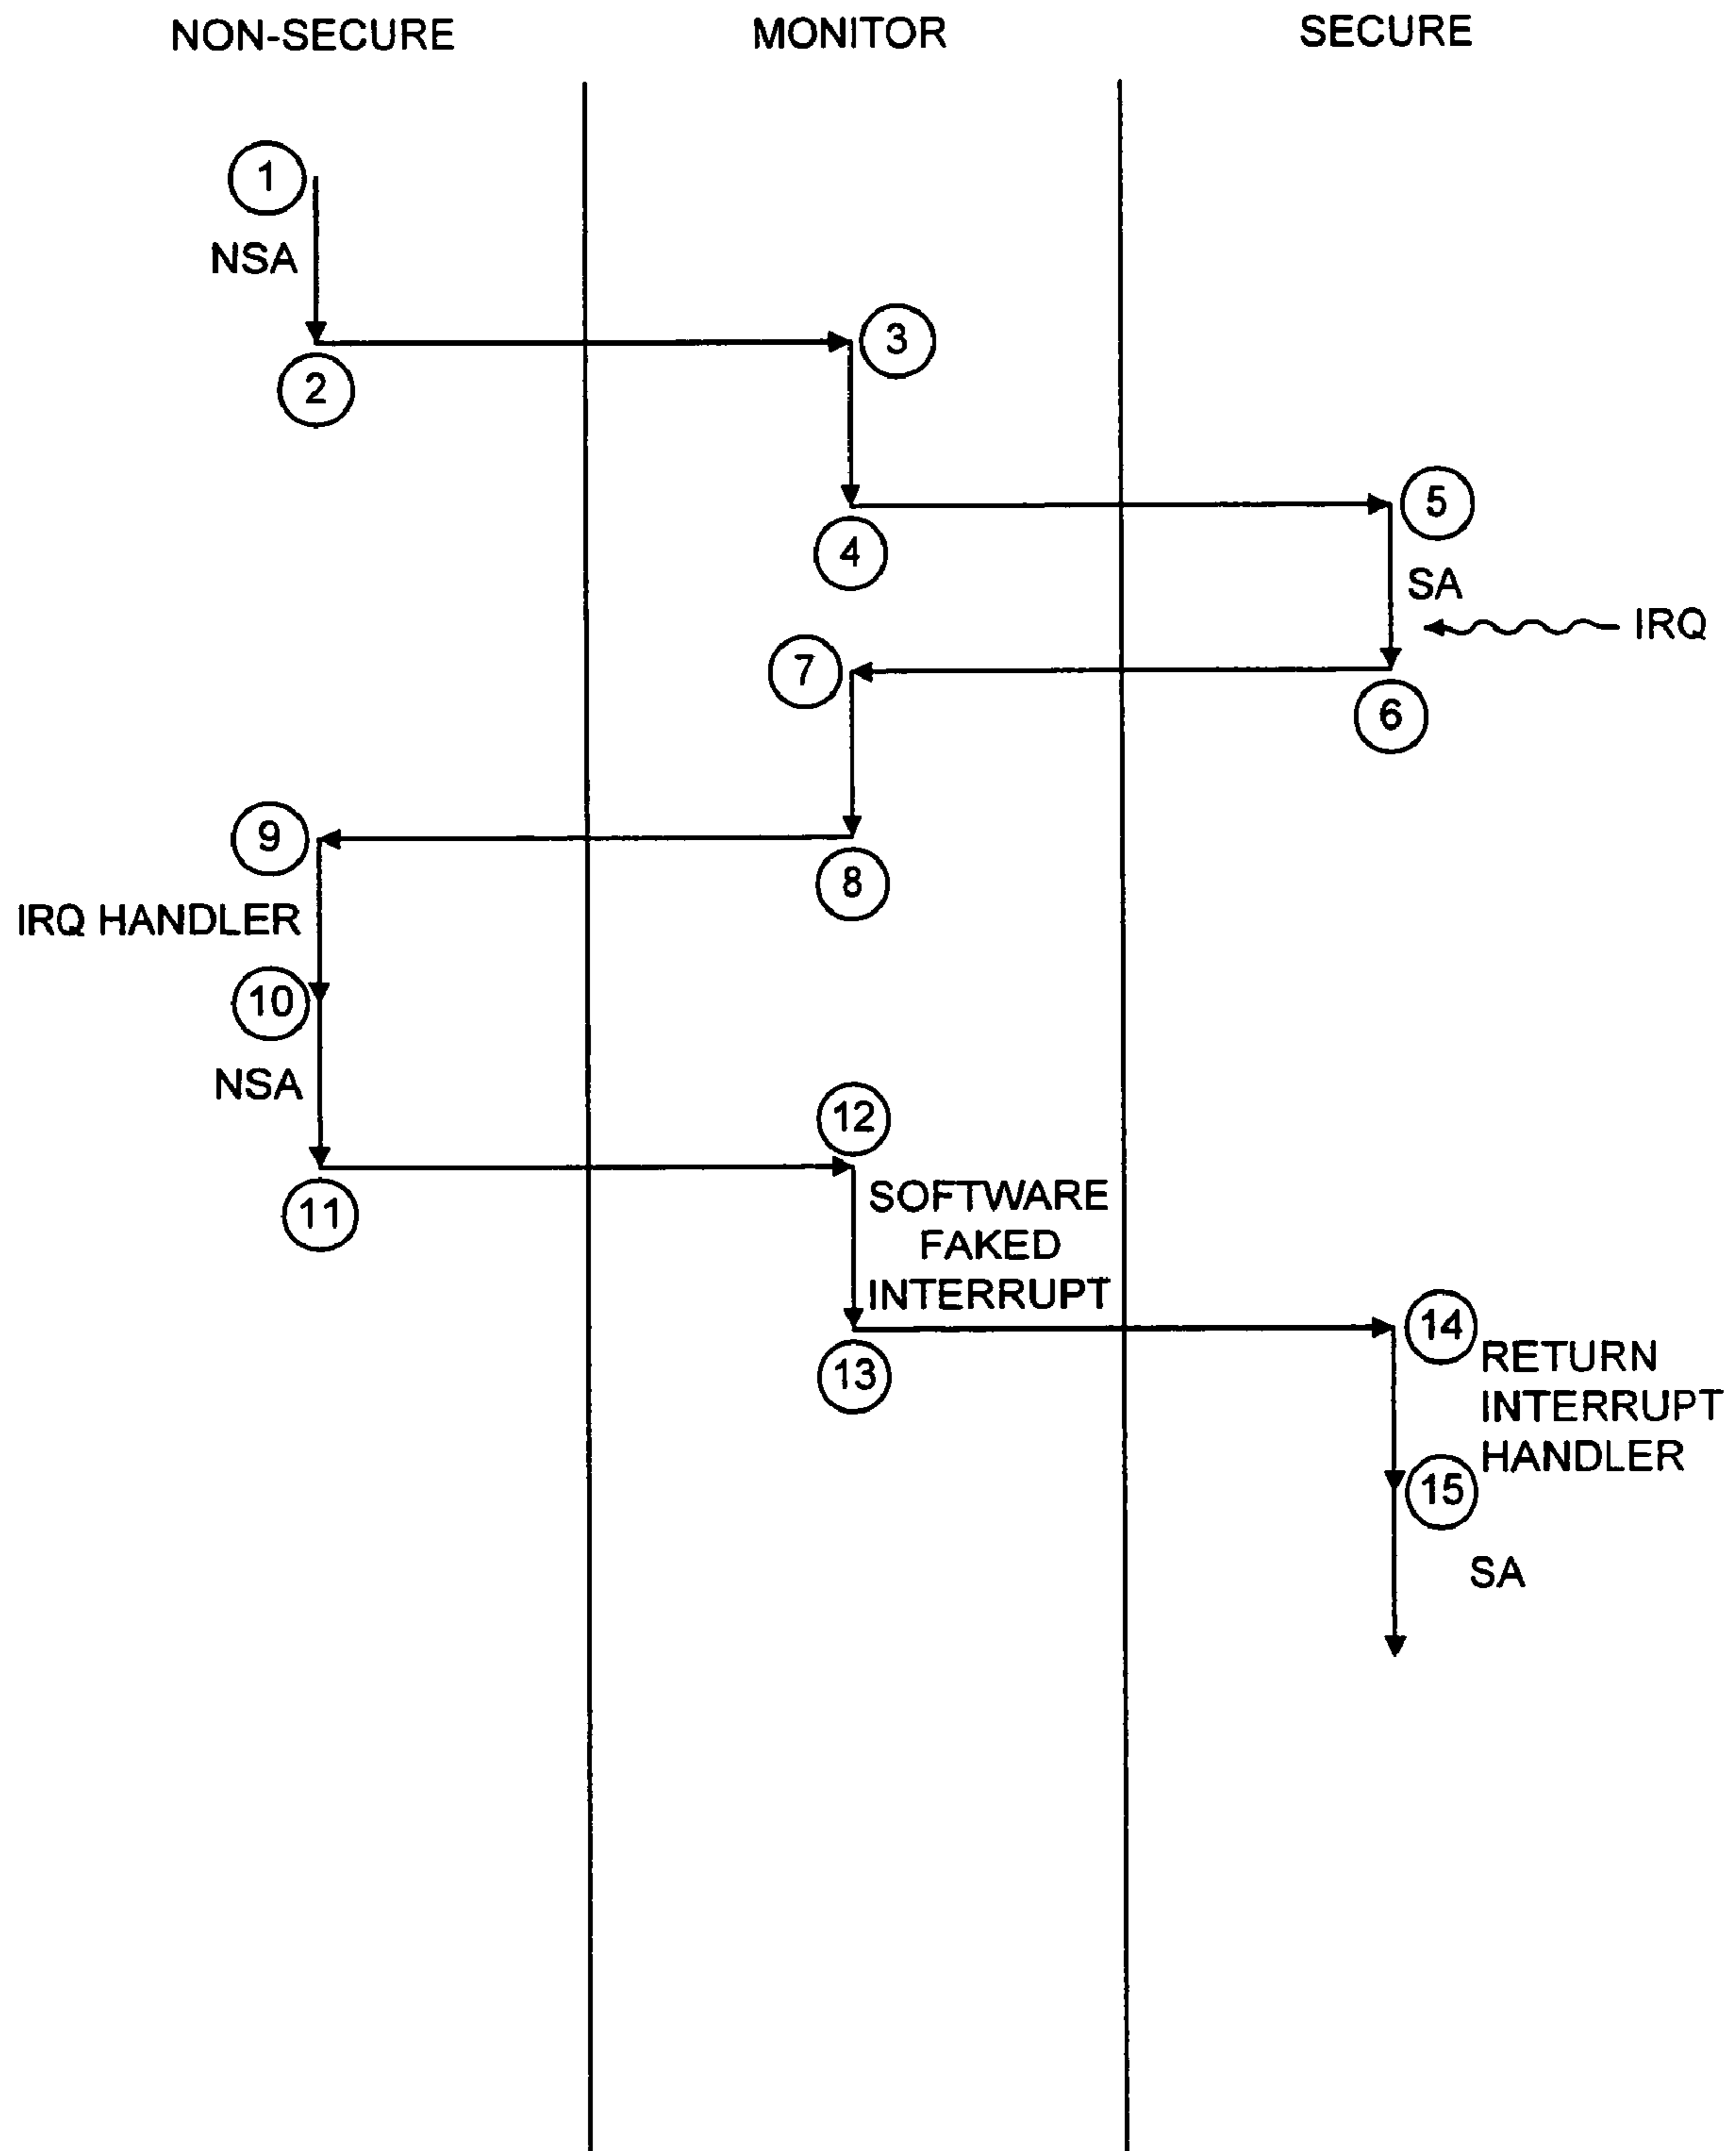 NON-SECURE
MONITOR
SECURE
1
NSA
2
3
4
5
SA
IRQ
6
7
8
9
IRQ HANDLER
10
NSA
11
12
SOFTWARE
FAKED
INTERRUPT
13
14
RETURN
INTERRUPT
HANDLER
15
SA